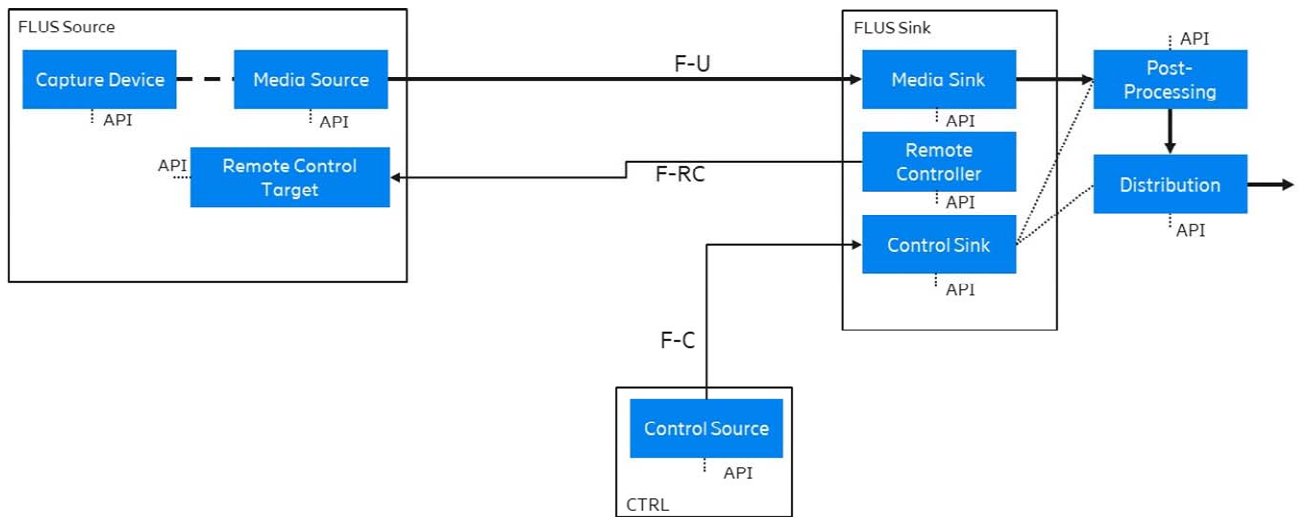 FLUS Source
FLUS Sink
API
Capture Device
Media Source
F-U
Media Sink
Post-
Processing
API
API
API
API
Remote Control
Target
F-RC
Remote
Controller
Distribution
API
API
Control Sink
API
F-C
Control Source
API
CTRL